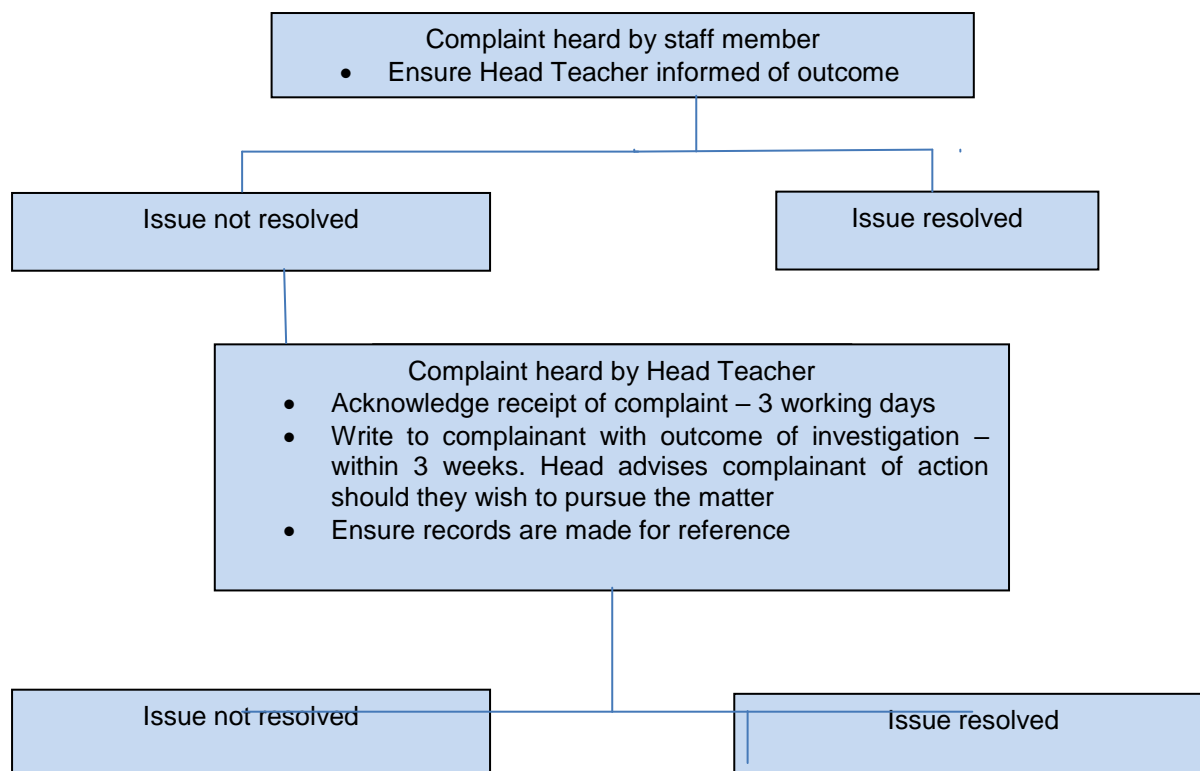 Complaint heard by staff member
• Ensure Head Teacher informed of outcome
Issue not resolved
Issue resolved
Complaint heard by Head Teacher
• Acknowledge receipt of complaint – 3 working days
• Write to complainant with outcome of investigation –
within 3 weeks. Head advises complainant of action
should they wish to pursue the matter
• Ensure records are made for reference
Issue not resolved
Issue resolved